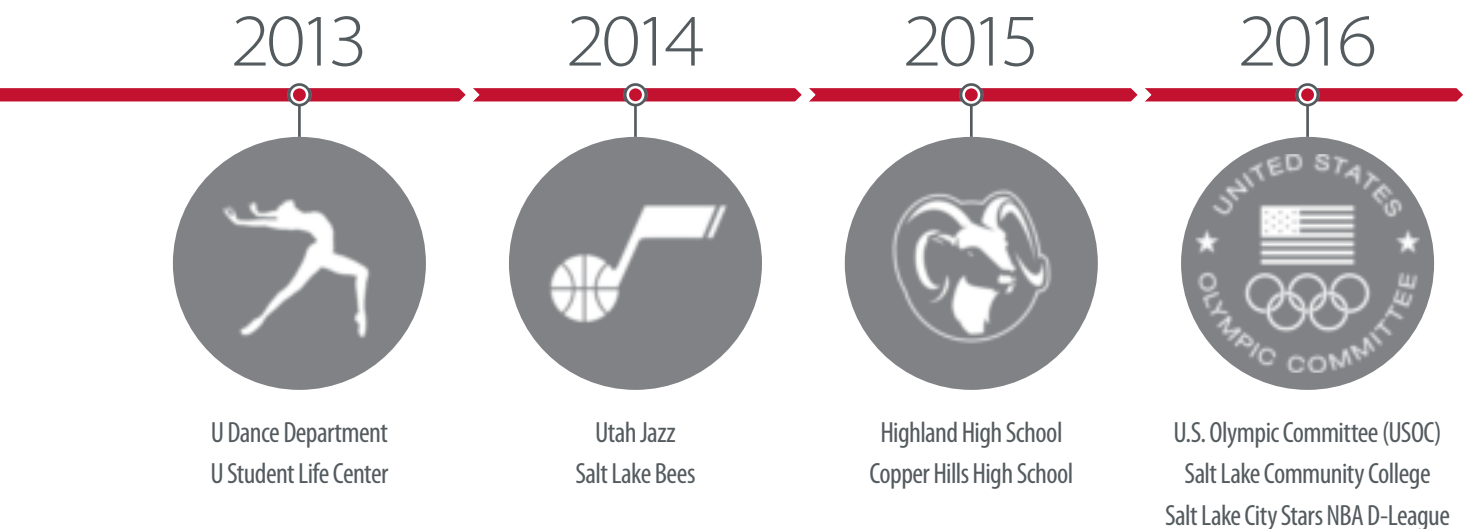 2013
2014
2015
2016
UNITED STATES
OLYMPIC COMMITTEE
U Dance Department
U Student Life Center
Utah Jazz
Salt Lake Bees
Highland High School
Copper Hills High School
U.S. Olympic Committee (USOC)
Salt Lake Community College
Salt Lake City Stars NBA D-League